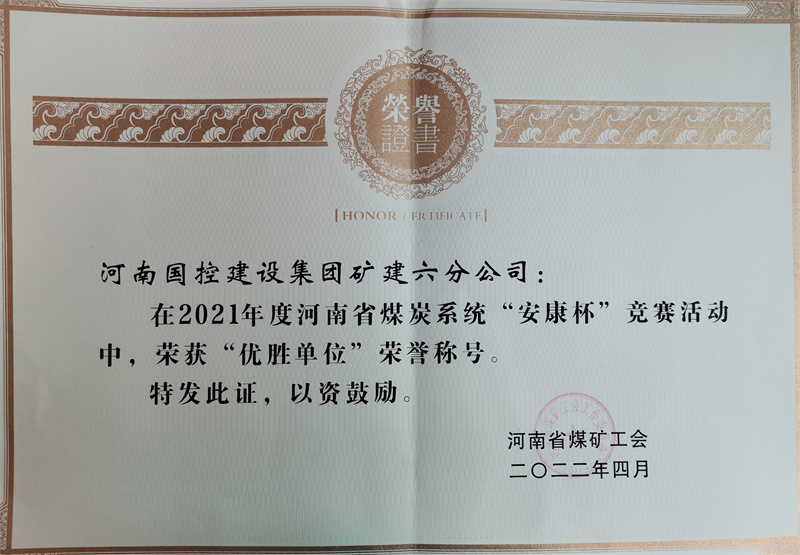 榮譽
證書
HONOR CERTIFICATE
河南国控建设集团矿建六分公司：
在2021年度河南省煤炭系统“安康杯”竞赛活动
中，荣获“优胜单位”荣誉称号。
特发此证，以资鼓励。
河南省煤矿工会
二〇二二年四月